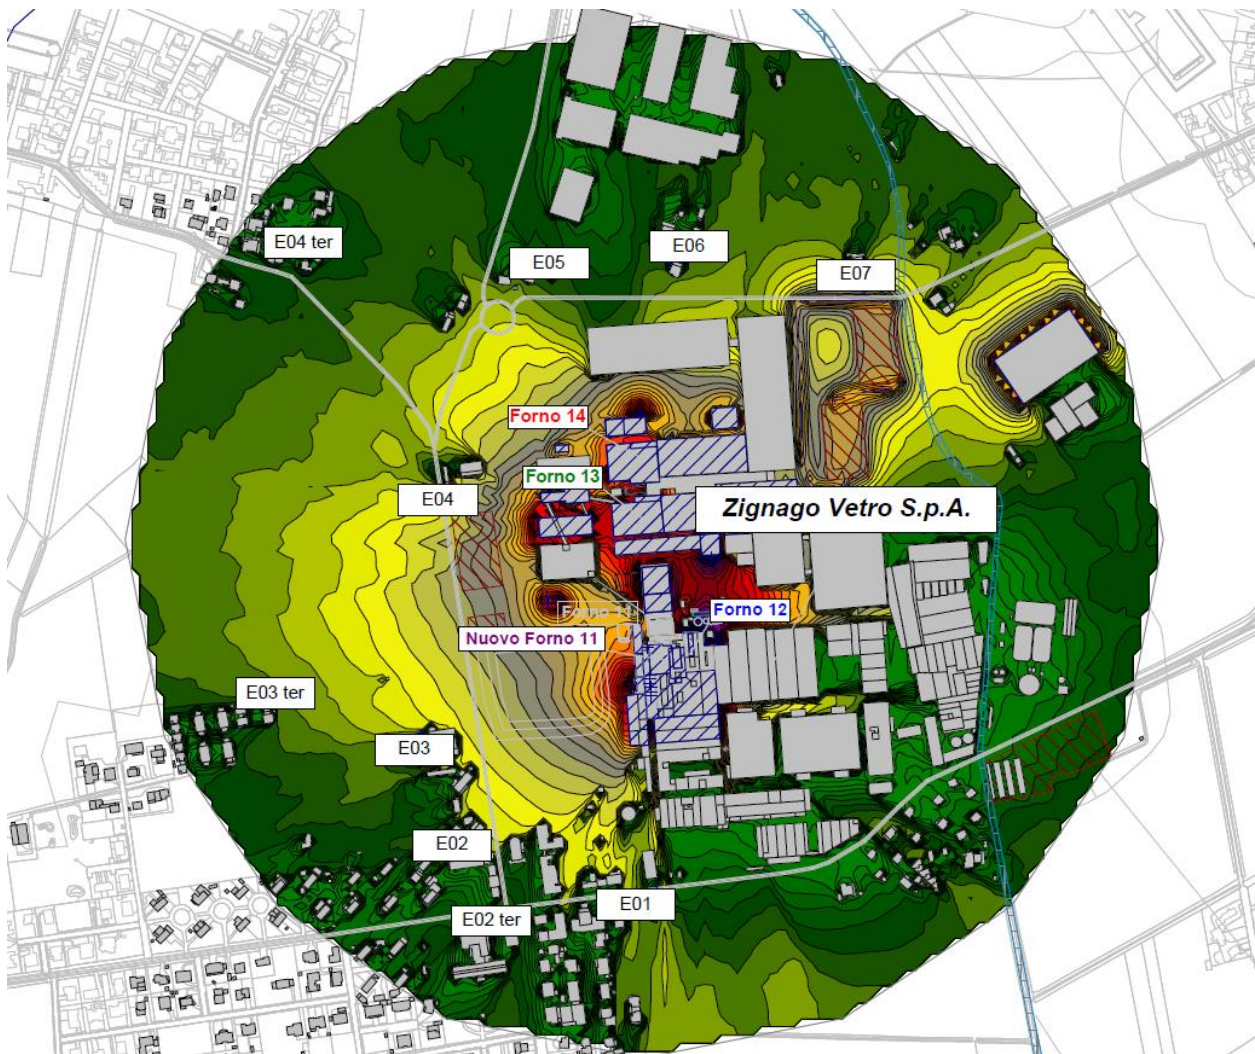 E04 ter
E05
E06
E07
Forno 14
Forno 13
E04
Zignago Vetro S.p.A.
Forno 11
Forno 12
Nuovo Forno 11
E03 ter
E03
E02
E01
E02 ter